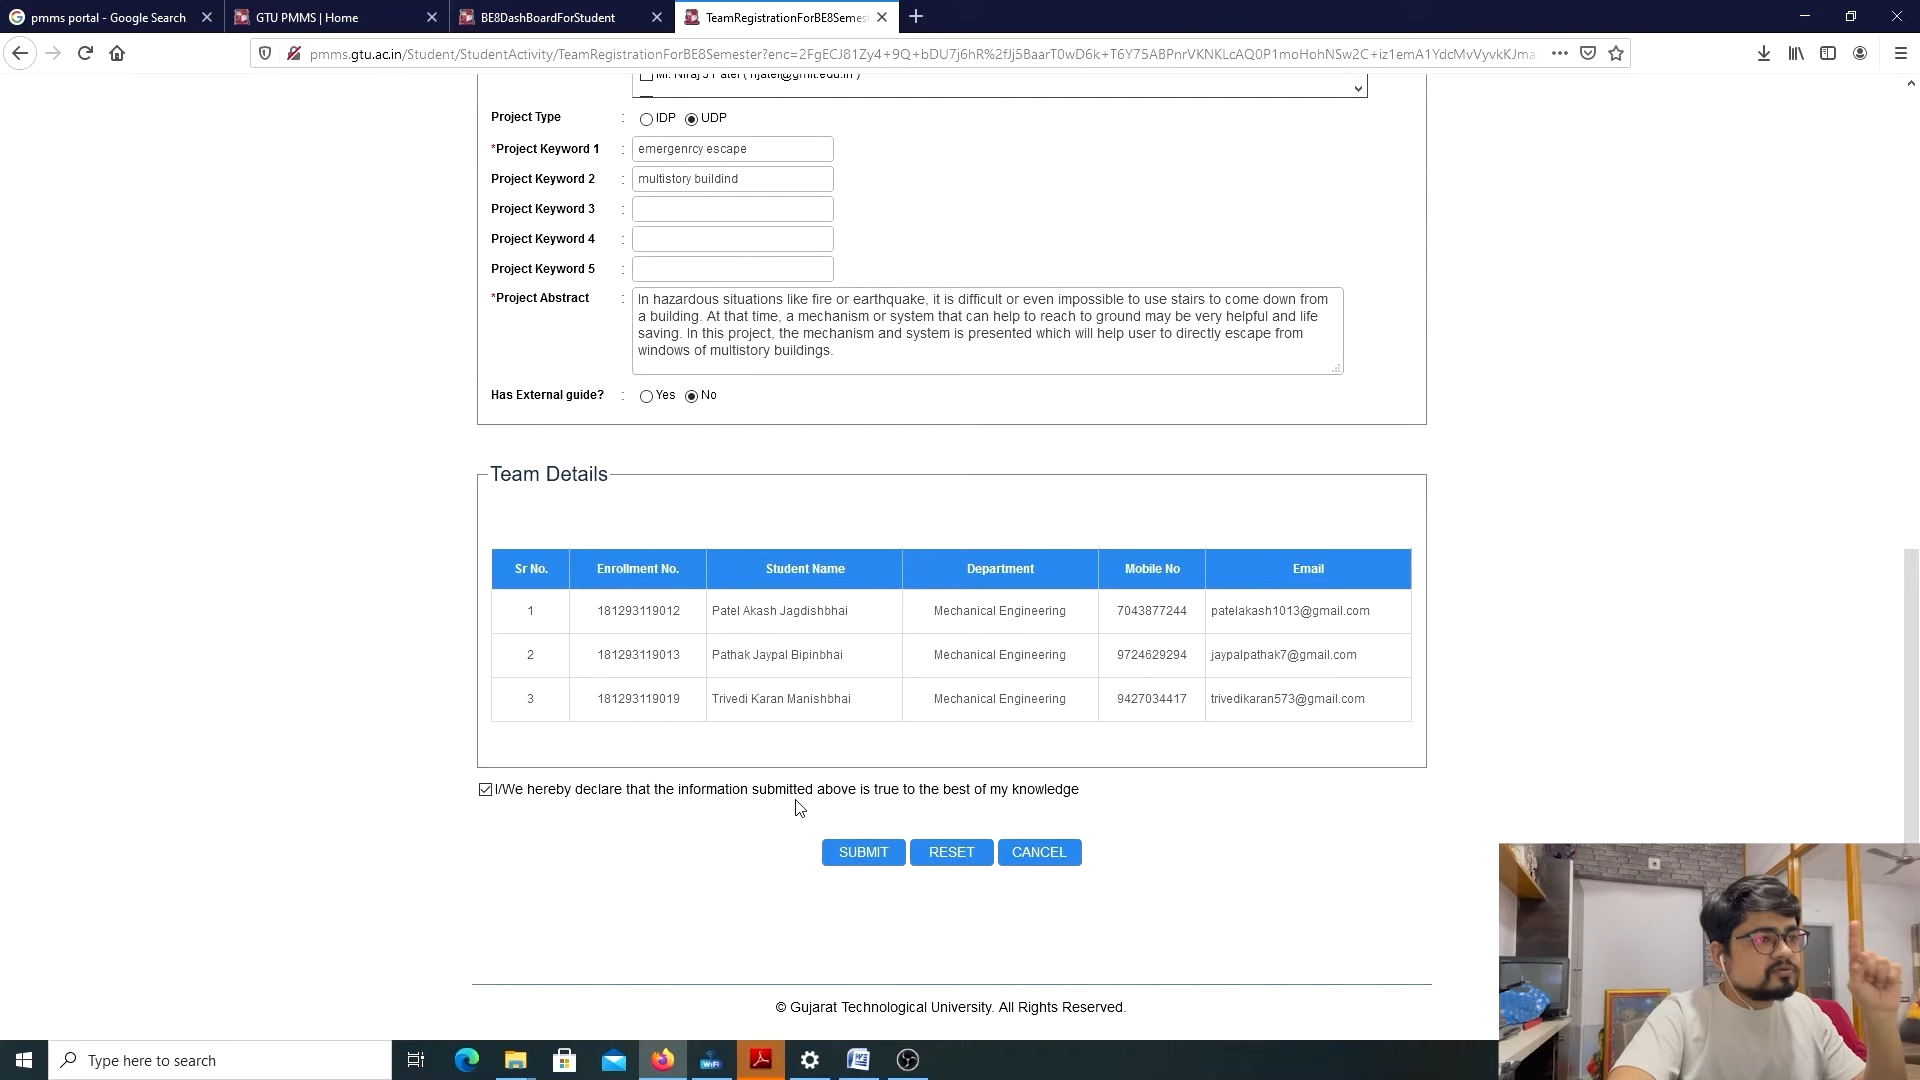 pmms portal - Google Search
GTU PMMS | Home
BE8DashBoardForStudent
TeamRegistrationForBE8Semest
pmms.gtu.ac.in/Student/StudentActivity/TeamRegistrationForBE8Semester?enc=2FgECJ81Zy4+9Q+bDU7j6hR%2fJj5BaarT0wD6k+T6Y75ABPnrVKNKLcAQ0P1moHohNSw2C+iz1emA1YdcMvVyvkKJma
Mr. Niraj J Patel ( njatel@gmit.edu.in )
Project Type : IDP UDP
*Project Keyword 1 : emergenrcy escape
Project Keyword 2 : multistory buildind
Project Keyword 3 :
Project Keyword 4 :
Project Keyword 5 :
*Project Abstract : In hazardous situations like fire or earthquake, it is difficult or even impossible to use stairs to come down from
a building. At that time, a mechanism or system that can help to reach to ground may be very helpful and life
saving. In this project, the mechanism and system is presented which will help user to directly escape from
windows of multistory buildings.
Has External guide? : Yes No
Team Details
Sr No. Enrollment No. Student Name Department Mobile No Email
1 181293119012 Patel Akash Jagdishbhai Mechanical Engineering 7043877244 patelakash1013@gmail.com
2 181293119013 Pathak Jaypal Bipinbhai Mechanical Engineering 9724629294 jaypalpathak7@gmail.com
3 181293119019 Trivedi Karan Manishbhai Mechanical Engineering 9427034417 trivedikaran573@gmail.com
I/We hereby declare that the information submitted above is true to the best of my knowledge
SUBMIT RESET CANCEL
© Gujarat Technological University. All Rights Reserved.
Type here to search
WiFi